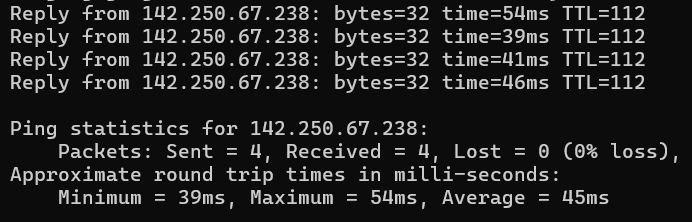 Reply from 142.250.67.238: bytes=32 time=54ms TTL=112
Reply from 142.250.67.238: bytes=32 time=39ms TTL=112
Reply from 142.250.67.238: bytes=32 time=41ms TTL=112
Reply from 142.250.67.238: bytes=32 time=46ms TTL=112
Ping statistics for 142.250.67.238:
    Packets: Sent = 4, Received = 4, Lost = 0 (0% loss),
Approximate round trip times in milli-seconds:
    Minimum = 39ms, Maximum = 54ms, Average = 45ms